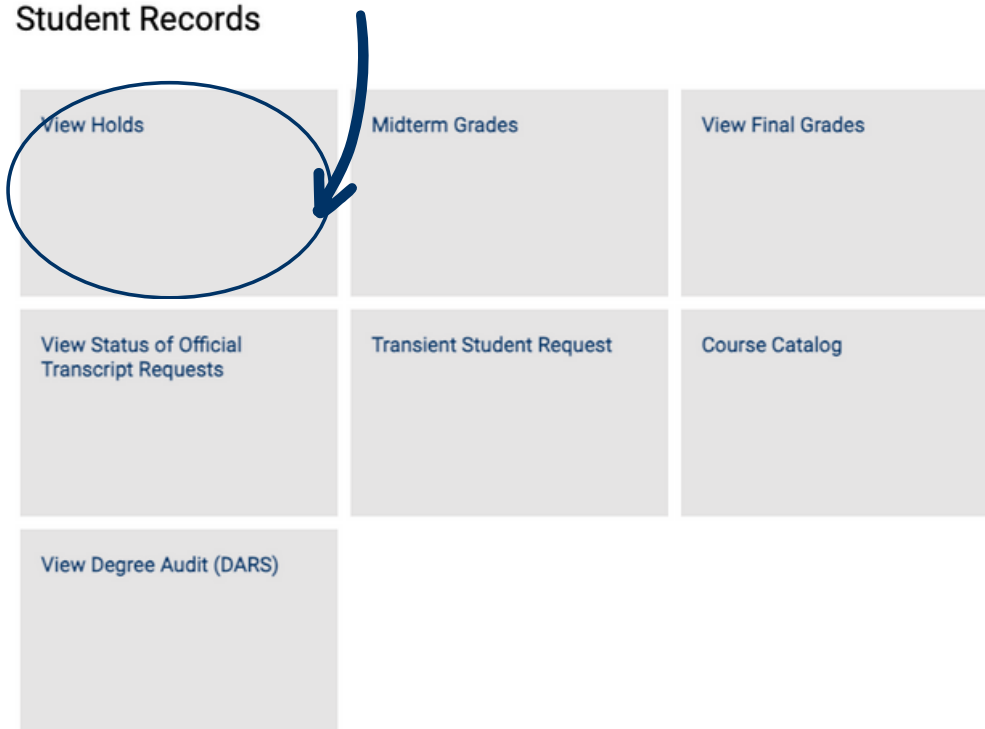 Student Records
View Holds
Midterm Grades
View Final Grades
View Status of Official
Transcript Requests
Transient Student Request
Course Catalog
View Degree Audit (DARS)